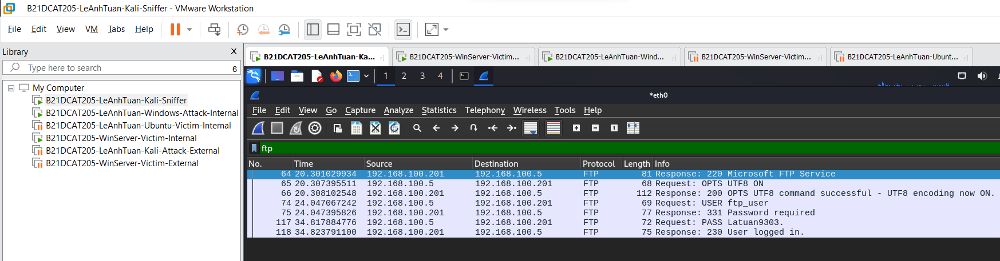 B21DCAT205-LeAnhTuan-Kali-Sniffer - VMware Workstation
File Edit View VM Tabs Help
Library
Type here to search 6
My Computer
B21DCAT205-LeAnhTuan-Kali-Sniffer
B21DCAT205-LeAnhTuan-Windows-Attack-Internal
B21DCAT205-LeAnhTuan-Ubuntu-Victim-Internal
B21DCAT205-WinServer-Victim-Internal
B21DCAT205-LeAnhTuan-Kali-Attack-External
B21DCAT205-WinServer-Victim-External
B21DCAT205-LeAnhTuan-Ka... B21DCAT205-WinServer-Victim... B21DCAT205-LeAnhTuan-Wind... B21DCAT205-WinServer-Victim... B21DCAT205-LeAnhTuan-Ubunt...
1 2 3 4
*eth0
File Edit View Go Capture Analyze Statistics Telephony Wireless Tools Help
ftp
No. Time Source Destination Protocol Length Info
64 20.301029934 192.168.100.201 192.168.100.5 FTP 81 Response: 220 Microsoft FTP Service
65 20.307395511 192.168.100.5 192.168.100.201 FTP 68 Request: OPTS UTF8 ON
66 20.308102548 192.168.100.201 192.168.100.5 FTP 112 Response: 200 OPTS UTF8 command successful - UTF8 encoding now ON.
74 24.047067242 192.168.100.5 192.168.100.201 FTP 69 Request: USER ftp_user
75 24.047395826 192.168.100.201 192.168.100.5 FTP 77 Response: 331 Password required
117 34.817884776 192.168.100.5 192.168.100.201 FTP 72 Request: PASS Latuan9303.
118 34.823791100 192.168.100.201 192.168.100.5 FTP 75 Response: 230 User logged in.